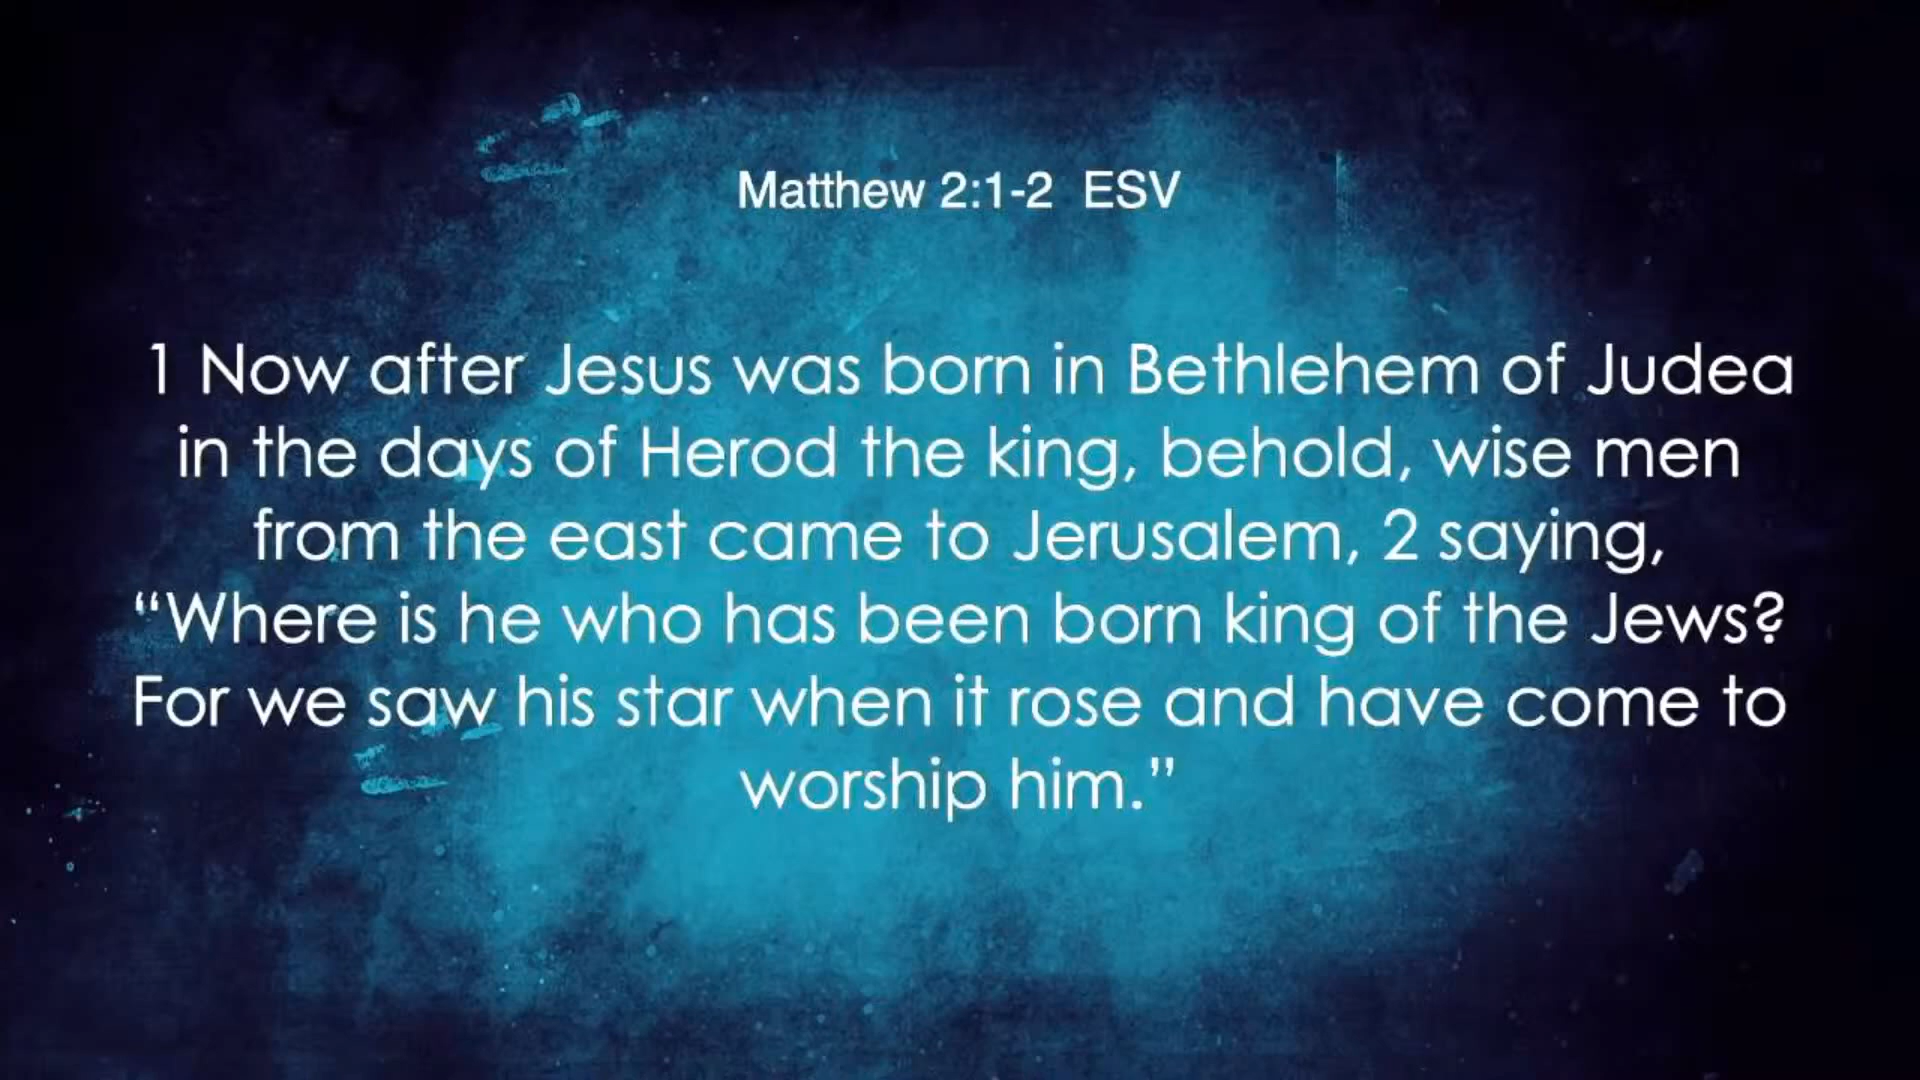 Matthew 2:1-2  ESV
1 Now after Jesus was born in Bethlehem of Judea
in the days of Herod the king, behold, wise men
from the east came to Jerusalem, 2 saying,
“Where is he who has been born king of the Jews?
For we saw his star when it rose and have come to
worship him.”